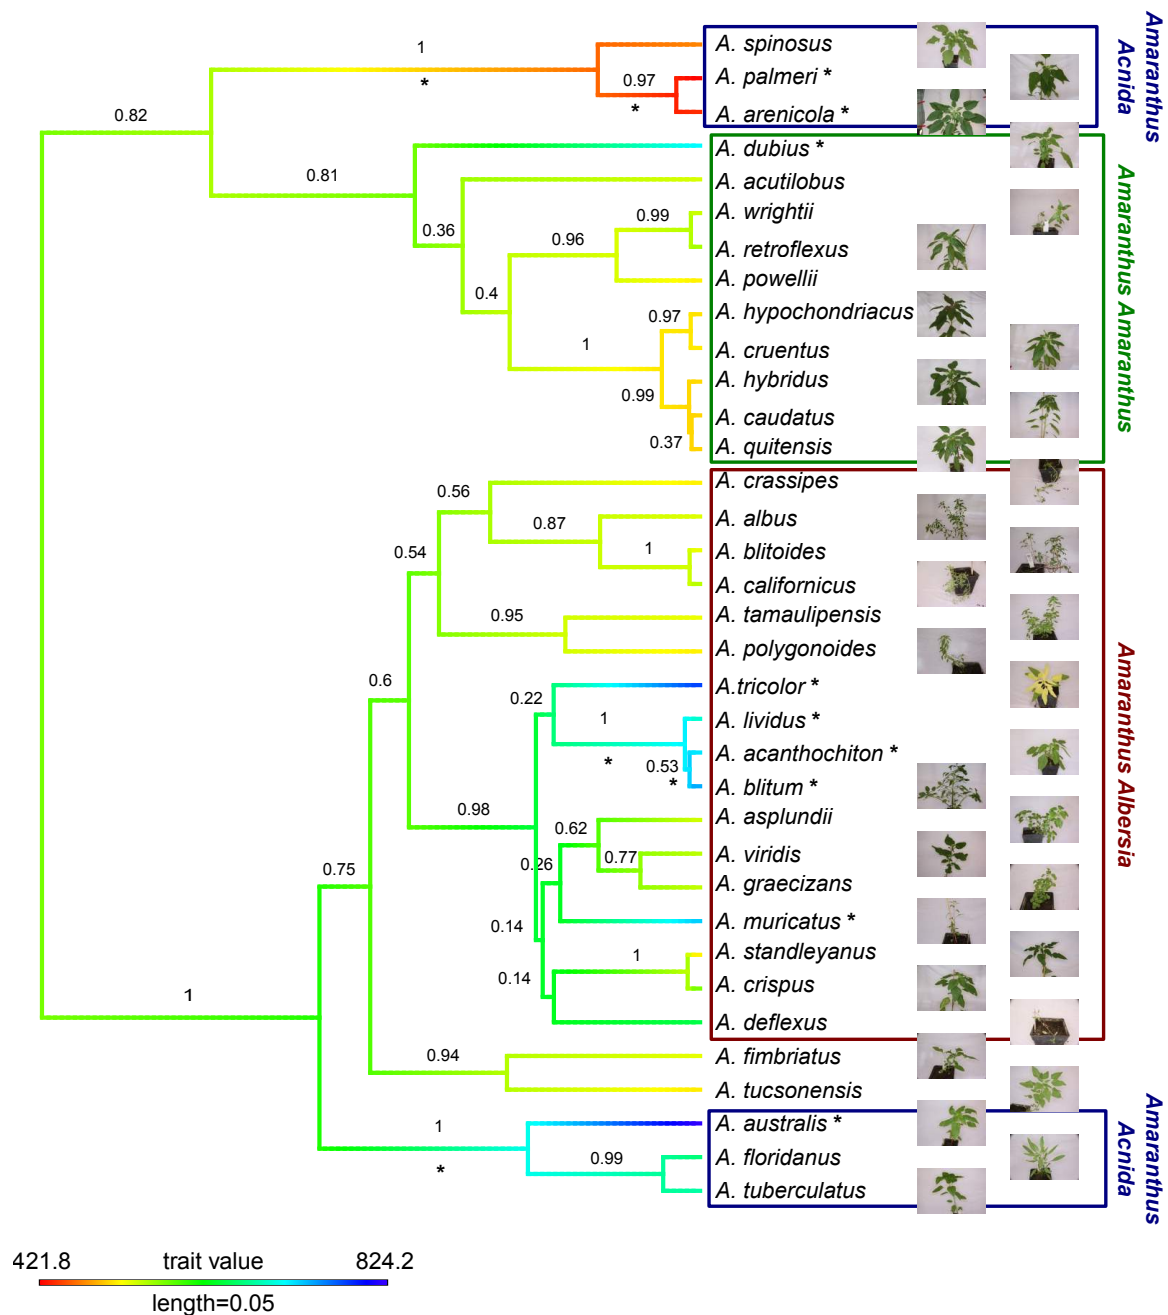 Amaranthus
Acnida
1
*
A. spinosus
0.97
*
A. palmeri *
A. arenicola *
0.82
Amaranthus Amaranthus
A. dubius *
0.81
A. acutilobus
0.36
0.99
A. wrightii
0.96
A. retroflexus
A. powellii
0.4
0.97
A. hypochondriacus
1
A. cruentus
A. hybridus
0.99
A. caudatus
0.37
A. quitensis
Amaranthus Albersia
A. crassipes
0.56
A. albus
0.87
0.54
1
A. blitoides
A. californicus
0.95
A. tamaulipensis
A. polygonoides
0.6
0.22
A.tricolor *
1
*
A. lividus *
A. acanthochiton *
0.53
*
A. blitum *
0.98
0.62
A. asplundii
0.77
A. viridis
0.26
A. graecizans
0.75
0.14
A. muricatus *
1
A. standleyanus
0.14
A. crispus
A. deflexus
1
0.94
A. fimbriatus
A. tucsonensis
Amaranthus
Acnida
1
*
A. australis *
0.99
A. floridanus
A. tuberculatus
421.8 trait value 824.2
length=0.05